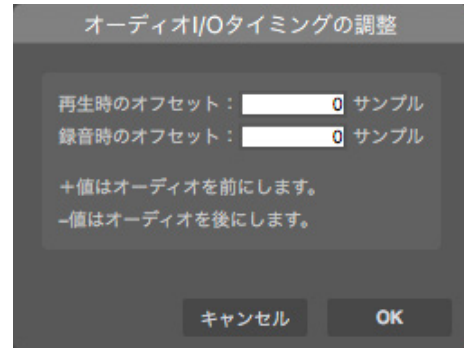 オーディオI/Oタイミングの調整
再生時のオフセット： 0 サンプル
録音時のオフセット： 0 サンプル
＋値はオーディオを前にします。
–値はオーディオを後にします。
キャンセル OK